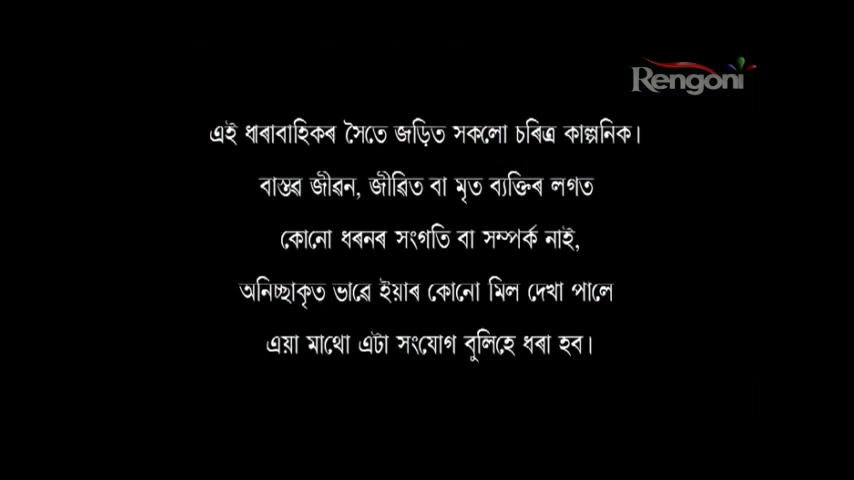 Rengoni
এই ধাৰাবাহিকৰ সৈতে জড়িত সকলো চৰিত্ৰ কাল্পনিক।
বাস্তৱ জীৱন, জীৱিত বা মৃত ব্যক্তিৰ লগত
কোনো ধৰনৰ সংগতি বা সম্পৰ্ক নাই,
অনিচ্ছাকৃত ভাৱে ইয়াৰ কোনো মিল দেখা পালে
এয়া মাথো এটা সংযোগ বুলিহে ধৰা হব।